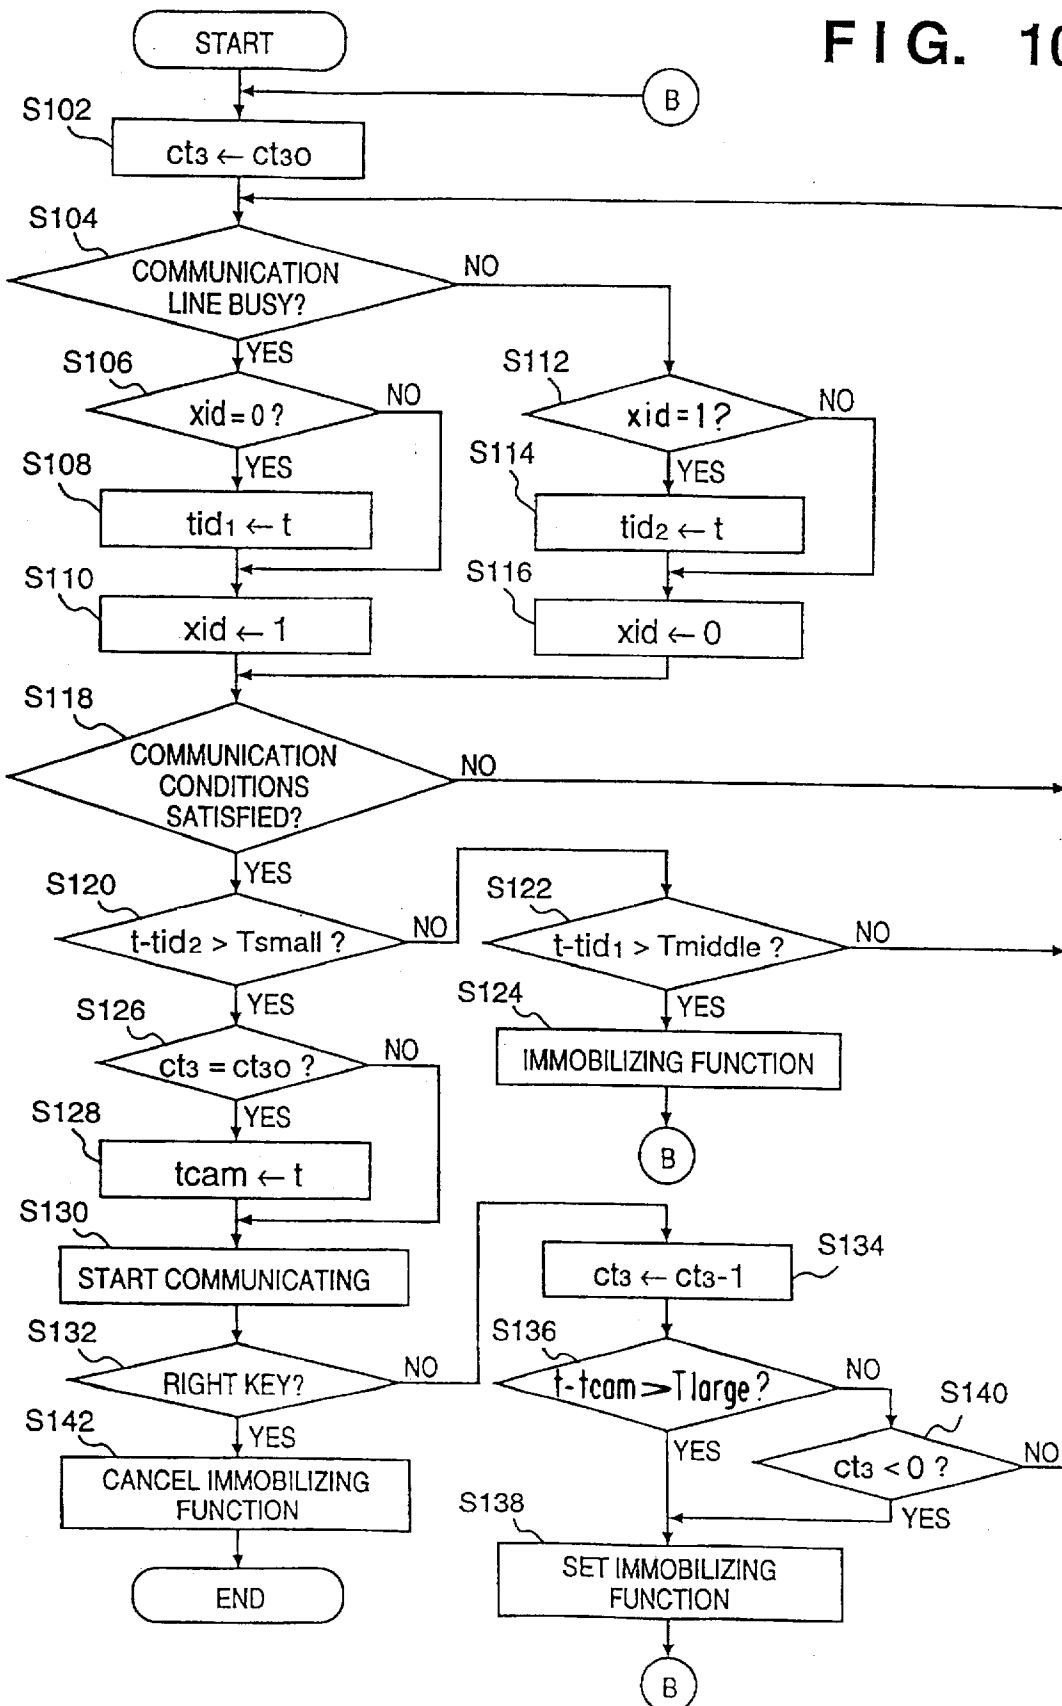 FIG. 10
START
B
S102
ct3 ← ct30
S104
COMMUNICATION
LINE BUSY?
NO
YES
S106
xid=0?
NO
YES
S108
tid1 ← t
S110
xid ← 1
S112
xid=1?
NO
YES
S114
tid2 ← t
S116
xid ← 0
S118
COMMUNICATION
CONDITIONS
SATISFIED?
NO
YES
S120
t-tid2 > Tsmall ?
NO
YES
S122
t-tid1 > Tmiddle ?
NO
YES
S124
IMMOBILIZING FUNCTION
B
S126
ct3 = ct30 ?
NO
YES
S128
tcam ← t
S130
START COMMUNICATING
S132
RIGHT KEY?
NO
YES
S134
ct3 ← ct3-1
S136
t-tcam>Tlarge?
NO
YES
S140
ct3 < 0 ?
NO
YES
S138
SET IMMOBILIZING
FUNCTION
B
S142
CANCEL IMMOBILIZING
FUNCTION
END